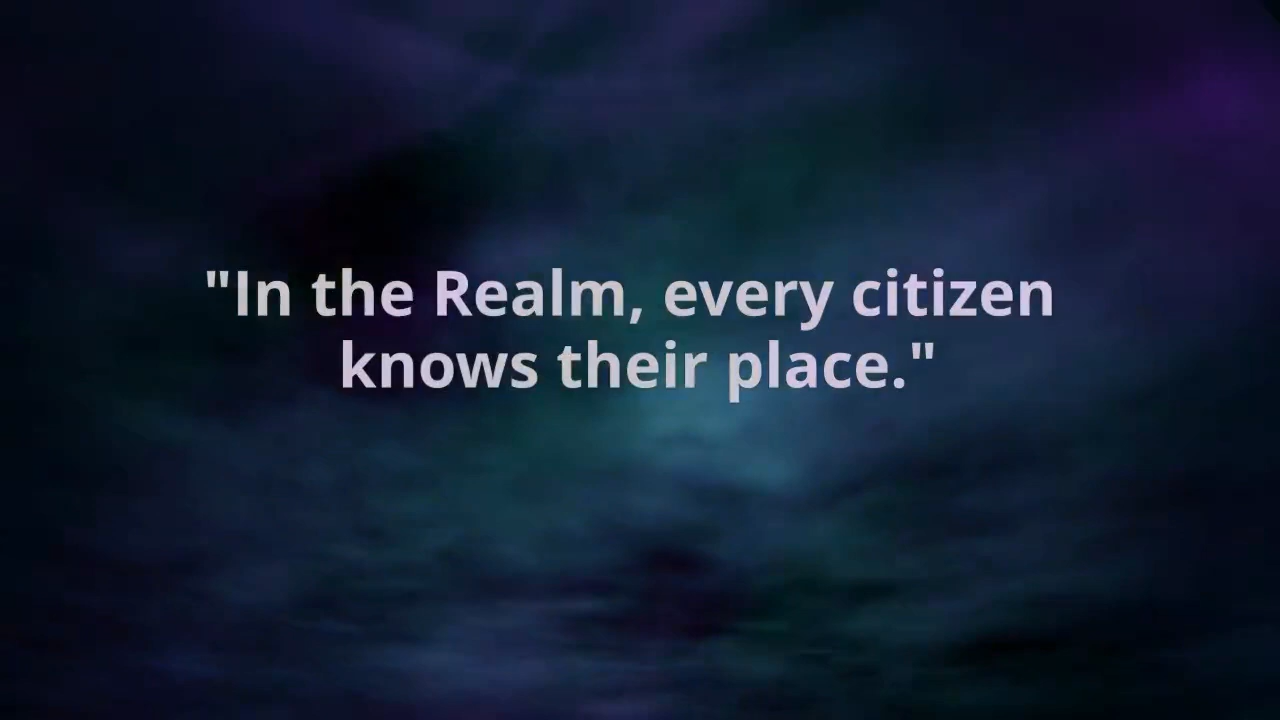 "In the Realm, every citizen
knows their place."